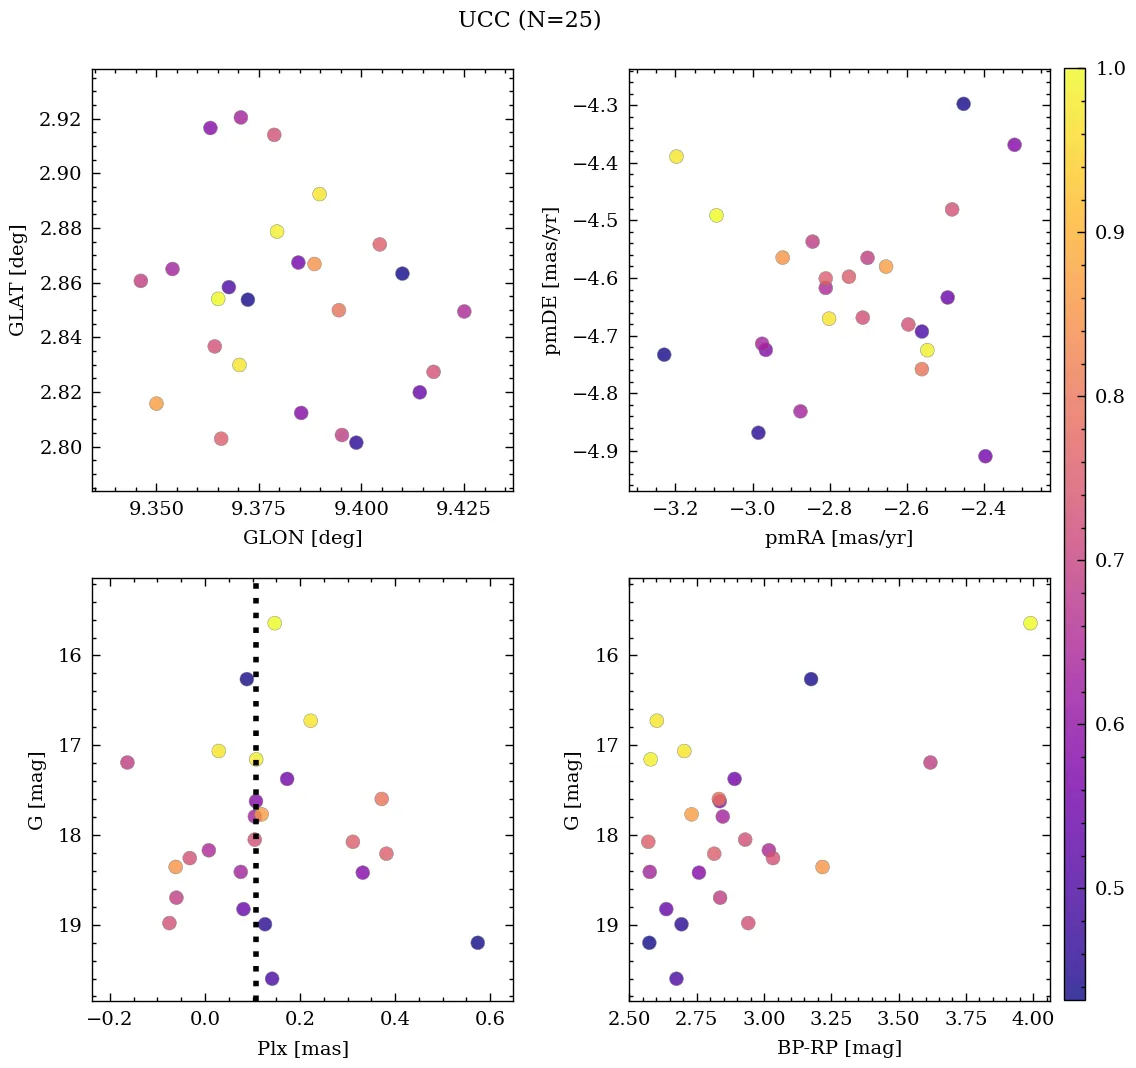 UCC (N=25)
2.92
2.90
2.88
2.86
2.84
2.82
2.80
GLAT [deg]
9.350 9.375 9.400 9.425
GLON [deg]
−4.3
−4.4
−4.5
−4.6
−4.7
−4.8
−4.9
pmDE [mas/yr]
−3.2 −3.0 −2.8 −2.6 −2.4
pmRA [mas/yr]
1.0
0.9
0.8
0.7
0.6
0.5
16
17
18
19
G [mag]
−0.2 0.0 0.2 0.4 0.6
Plx [mas]
16
17
18
19
G [mag]
2.50 2.75 3.00 3.25 3.50 3.75 4.00
BP-RP [mag]